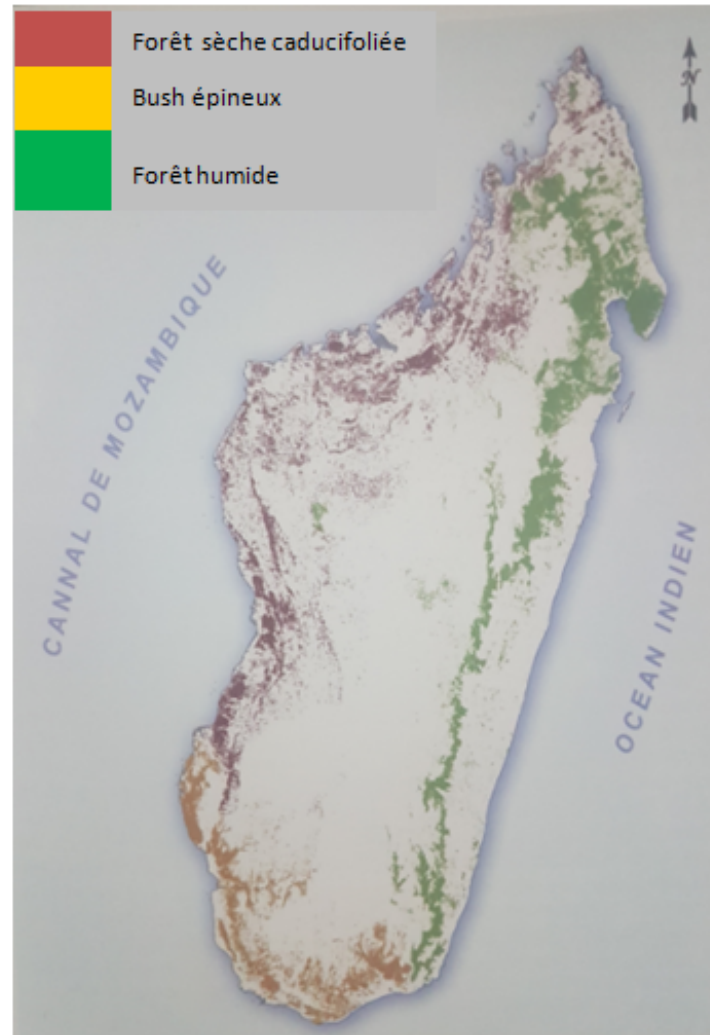 Forêt sèche caducifoliée
Bush épineux
Forêt humide
N
CANNAL DE MOZAMBIQUE
OCEAN INDIEN